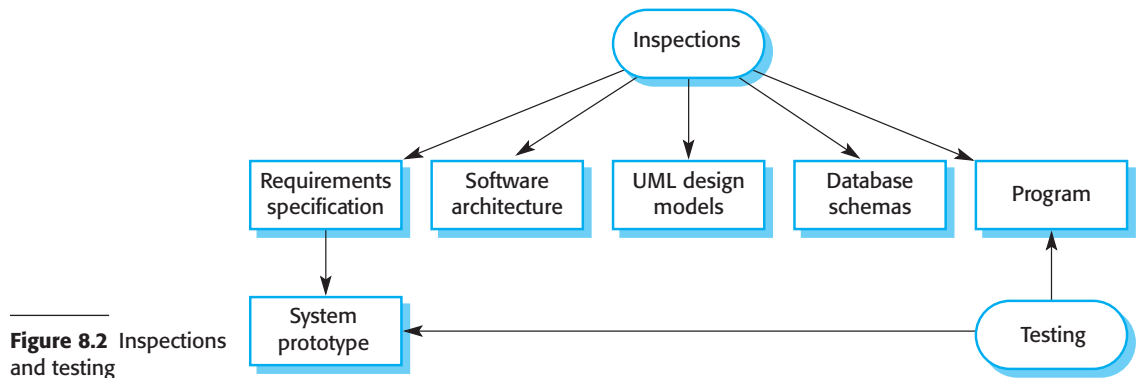 Inspections
Requirements
specification
Software
architecture
UML design
models
Database
schemas
Program
System
prototype
Testing
Figure 8.2 Inspections
and testing